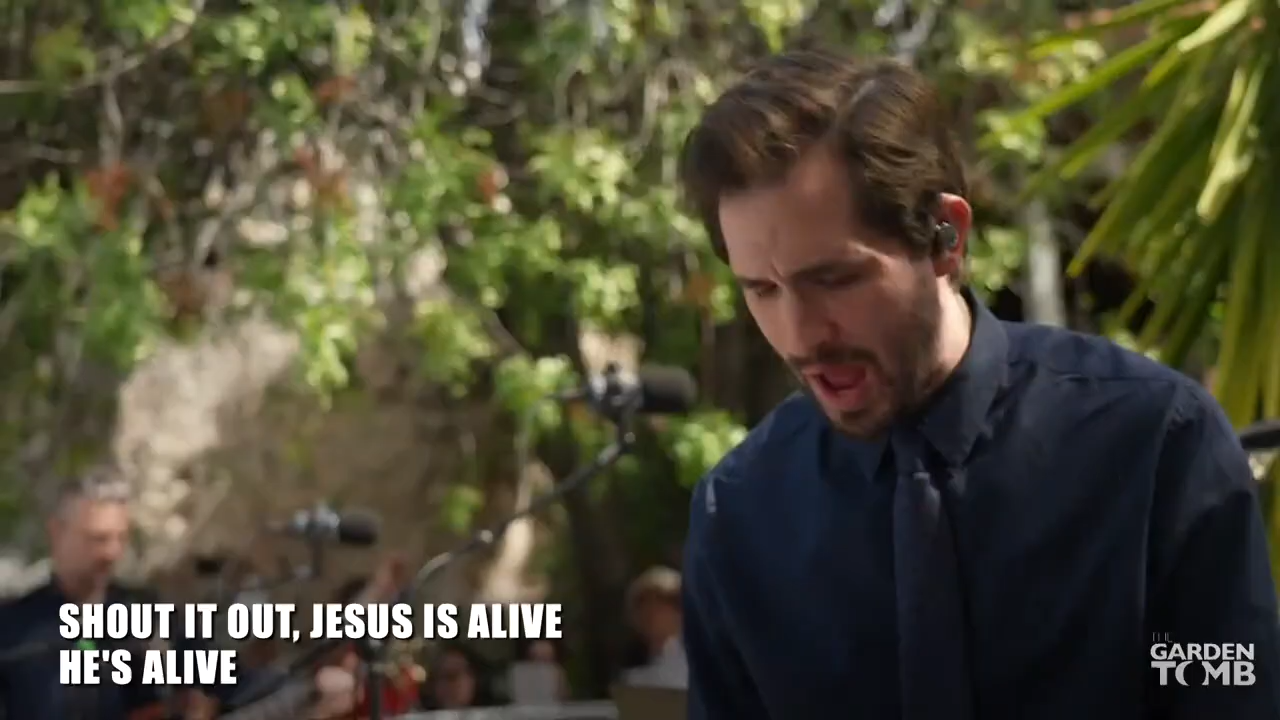 SHOUT IT OUT, JESUS IS ALIVE
HE'S ALIVE
THE
GARDEN
TOMB